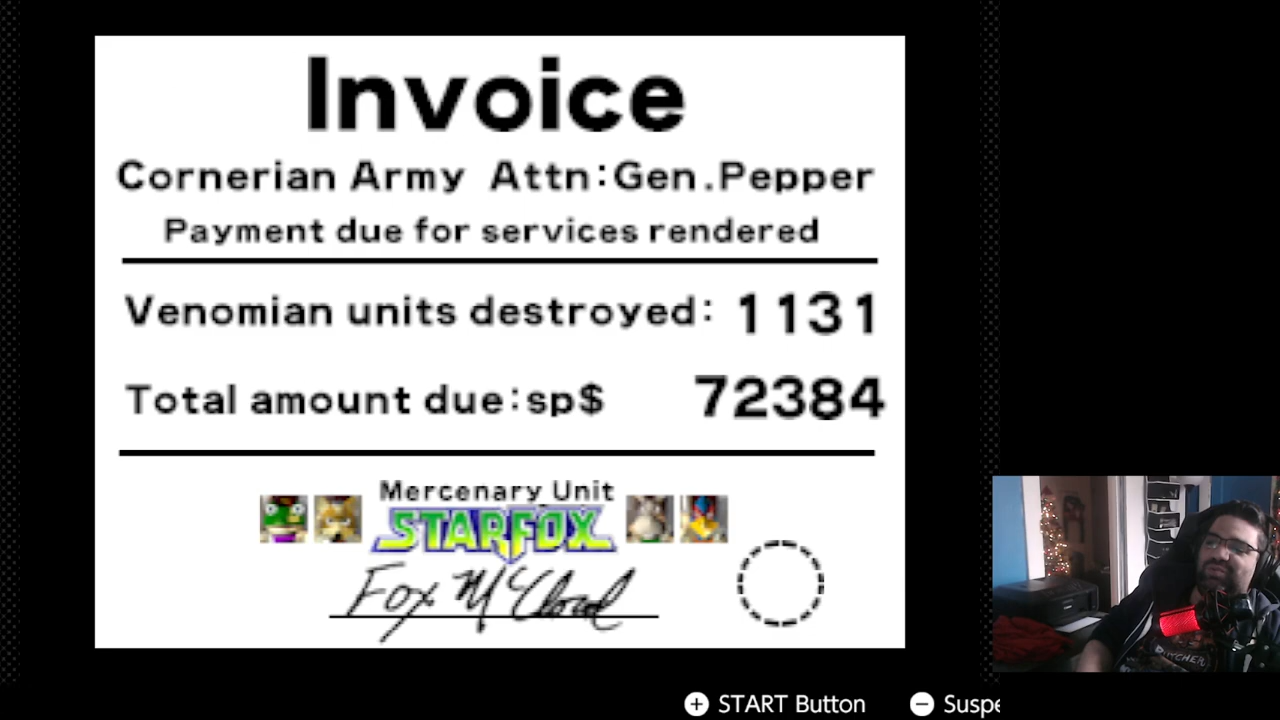 Invoice
Cornerian Army Attn:Gen.Pepper
Payment due for services rendered
Venomian units destroyed: 1131
Total amount due:sp$ 72384
Mercenary Unit
STARFOX
Fox McCloud
START Button
Suspe